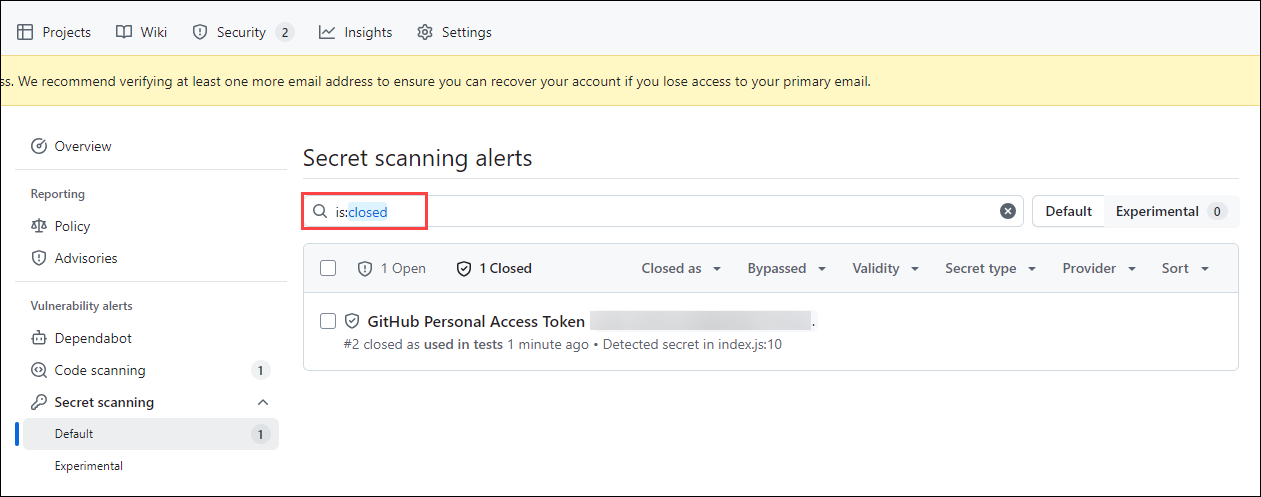 Projects Wiki Security 2 Insights Settings
ss. We recommend verifying at least one more email address to ensure you can recover your account if you lose access to your primary email.
Overview
Reporting
Policy
Advisories
Vulnerability alerts
Dependabot
Code scanning 1
Secret scanning
Default 1
Experimental
Secret scanning alerts
is:closed
Default Experimental 0
1 Open 1 Closed Closed as Bypassed Validity Secret type Provider Sort
GitHub Personal Access Token .
#2 closed as used in tests 1 minute ago • Detected secret in index.js:10